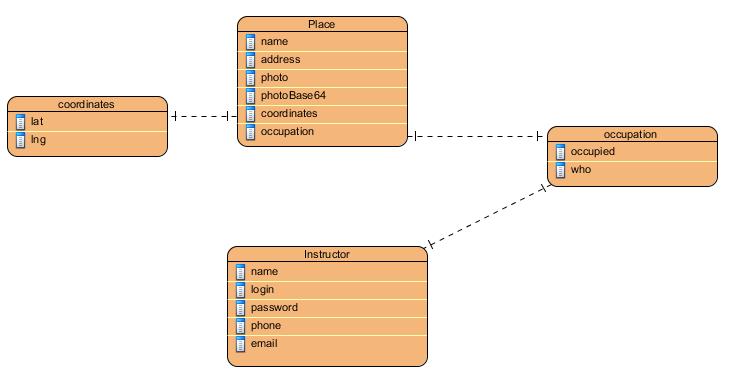 Place
name
address
photo
photoBase64
coordinates
occupation
coordinates
lat
lng
occupation
occupied
who
Instructor
name
login
password
phone
email